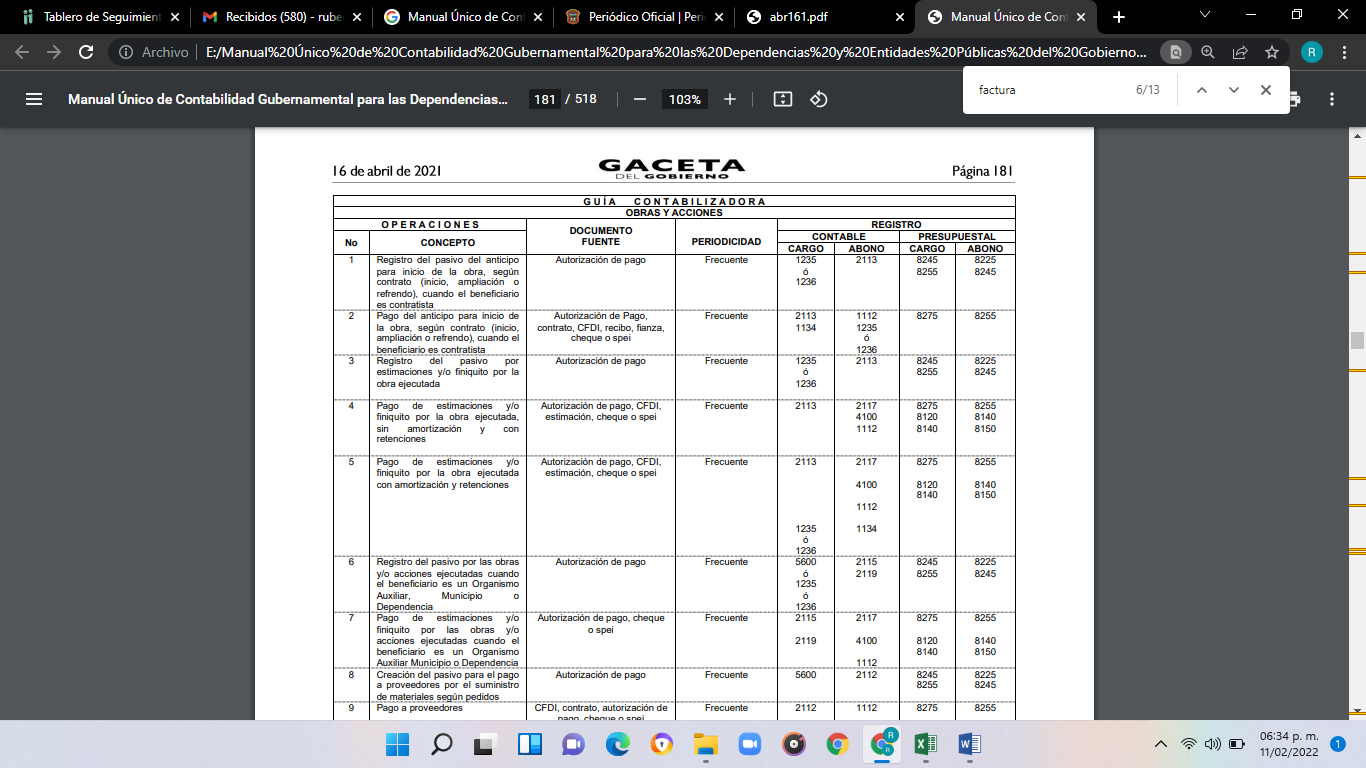 Tablero de Seguimient
Recibidos (580) - rube
Manual Único de Cont
Periódico Oficial | Peri
abr161.pdf
Manual Único de Cont
Archivo
E:/Manual%20Único%20de%20Contabilidad%20Gubernamental%20para%20las%20Dependencias%20y%20Entidades%20Públicas%20del%20Gobierno...
R
factura
6/13
Manual Único de Contabilidad Gubernamental para las Dependencias...
181 / 518
103%
16 de abril de 2021
GACETA
DEL GOBIERNO
Página 181
GUÍA CONTABILIZADORA
OBRAS Y ACCIONES
OPERACIONES
DOCUMENTO
FUENTE
PERIODICIDAD
REGISTRO
No
CONCEPTO
CONTABLE
PRESUPUESTAL
CARGO ABONO CARGO ABONO
1 Registro del pasivo del anticipo Autorización de pago Frecuente 1235 2113 8245 8225
para inicio de la obra, según ó 8255 8245
contrato (inicio, ampliación o 1236
refrendo), cuando el beneficiario
es contratista
2 Pago del anticipo para inicio de Autorización de Pago, Frecuente 2113 1112 8275 8255
la obra, según contrato (inicio, contrato, CFDI, recibo, fianza, 1134 1235
ampliación o refrendo), cuando el cheque o spei ó
beneficiario es contratista 1236
3 Registro del pasivo por Autorización de pago Frecuente 1235 2113 8245 8225
estimaciones y/o finiquito por la ó 8255 8245
obra ejecutada 1236
4 Pago de estimaciones y/o Autorización de pago, CFDI, Frecuente 2113 2117 8275 8255
finiquito por la obra ejecutada, estimación, cheque o spei 4100 8120 8140
sin amortización y con 1112 8140 8150
retenciones
5 Pago de estimaciones y/o Autorización de pago, CFDI, Frecuente 2113 2117 8275 8255
finiquito por la obra ejecutada estimación, cheque o spei
con amortización y retenciones 4100 8120 8140
8140 8150
1112
1235 1134
ó
1236
6 Registro del pasivo por las obras Autorización de pago Frecuente 5600 2115 8245 8225
y/o acciones ejecutadas cuando ó 2119 8255 8245
el beneficiario es un Organismo 1235
Auxiliar, Municipio o ó
Dependencia 1236
7 Pago de estimaciones y/o Autorización de pago, cheque Frecuente 2115 2117 8275 8255
finiquito por las obras y/o o spei
acciones ejecutadas cuando el 2119 4100 8120 8140
beneficiario es un Organismo 8140 8150
Auxiliar Municipio o Dependencia 1112
8 Creación del pasivo para el pago Autorización de pago Frecuente 5600 2112 8245 8225
a proveedores por el suministro 8255 8245
de materiales según pedidos
9 Pago a proveedores CFDI, contrato, autorización de Frecuente 2112 1112 8275 8255
pago, cheque o spei
R
06:34 p. m.
11/02/2022
1